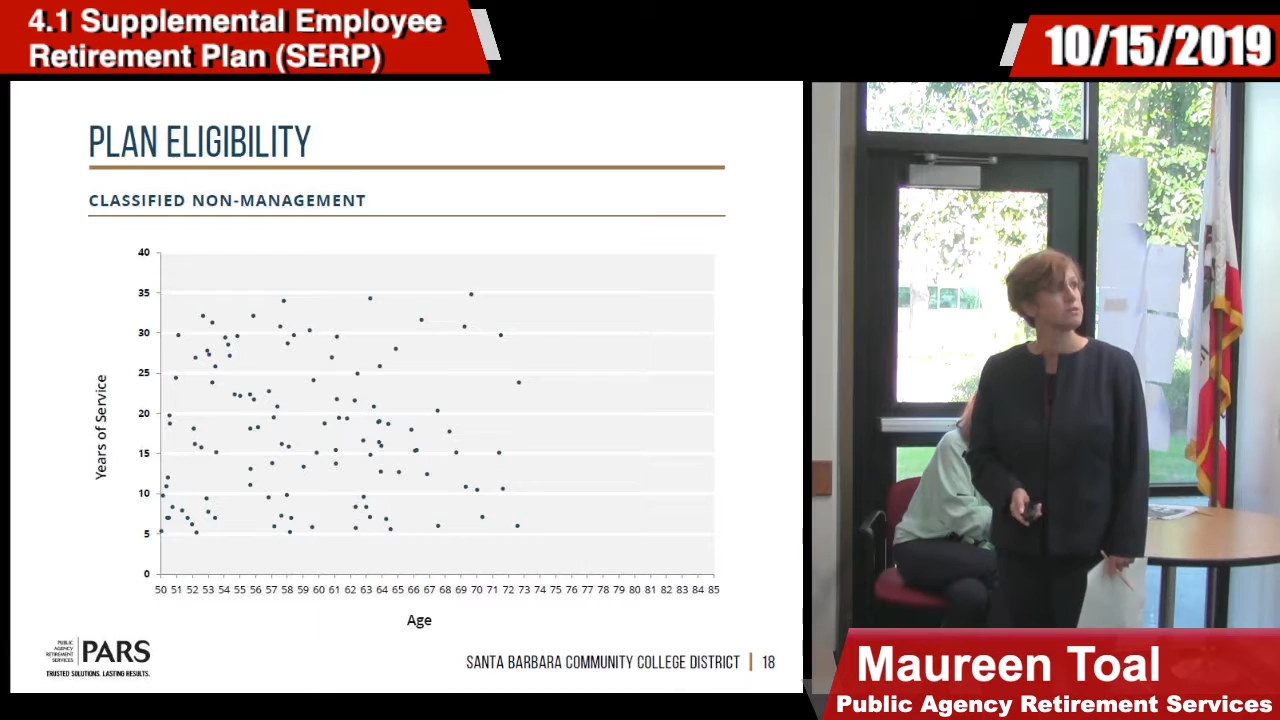 4.1 Supplemental Employee
Retirement Plan (SERP)
10/15/2019
PLAN ELIGIBILITY
CLASSIFIED NON-MANAGEMENT
40
35
30
25
20
15
10
5
0
Years of Service
50 51 52 53 54 55 56 57 58 59 60 61 62 63 64 65 66 67 68 69 70 71 72 73 74 75 76 77 78 79 80 81 82 83 84 85
Age
PUBLIC
AGENCY
RETIREMENT
SERVICES
PARS
TRUSTED SOLUTIONS. LASTING RESULTS.
SANTA BARBARA COMMUNITY COLLEGE DISTRICT | 18
Maureen Toal
Public Agency Retirement Services